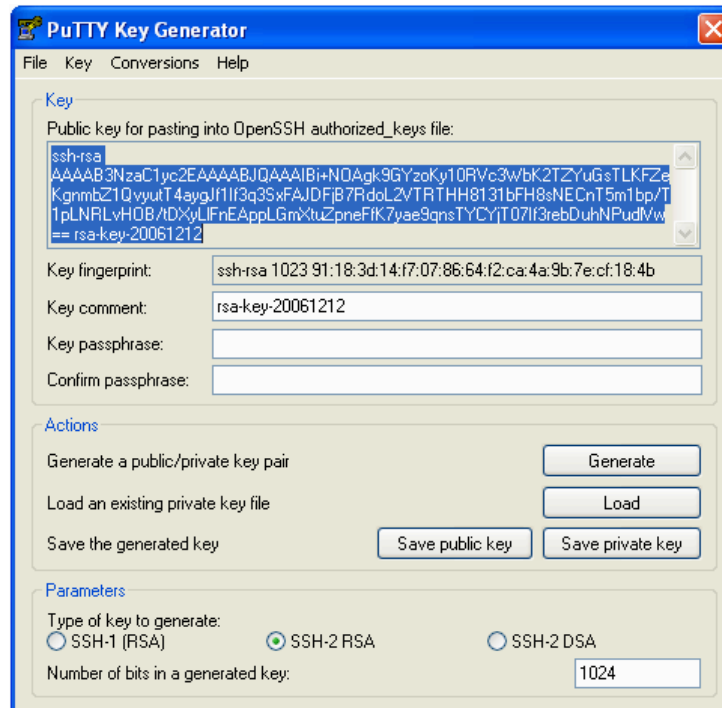 PuTTY Key Generator
File Key Conversions Help
Key
Public key for pasting into OpenSSH authorized_keys file:
ssh-rsa
AAAAB3NzaC1yc2EAAAABJQAAAIBi+NOAgk9GYzoKy10RVc3WbK2TZYuGsTLKFZe
KgnmbZ1QvyutT4aygJf1If3q3SxFAJDFjB7RdoL2VTRTHH8131bFH8sNECnT5m1bp/T
1pLNRLvHOB/tDXyLlFnEAppLGmXtuZpneFfK7yae9qnsTYCYjT07If3rebDuhNPudlVw
== rsa-key-20061212
Key fingerprint: ssh-rsa 1023 91:18:3d:14:f7:07:86:64:f2:ca:4a:9b:7e:cf:18:4b
Key comment: rsa-key-20061212
Key passphrase:
Confirm passphrase:
Actions
Generate a public/private key pair Generate
Load an existing private key file Load
Save the generated key Save public key Save private key
Parameters
Type of key to generate:
SSH-1 (RSA) SSH-2 RSA SSH-2 DSA
Number of bits in a generated key: 1024